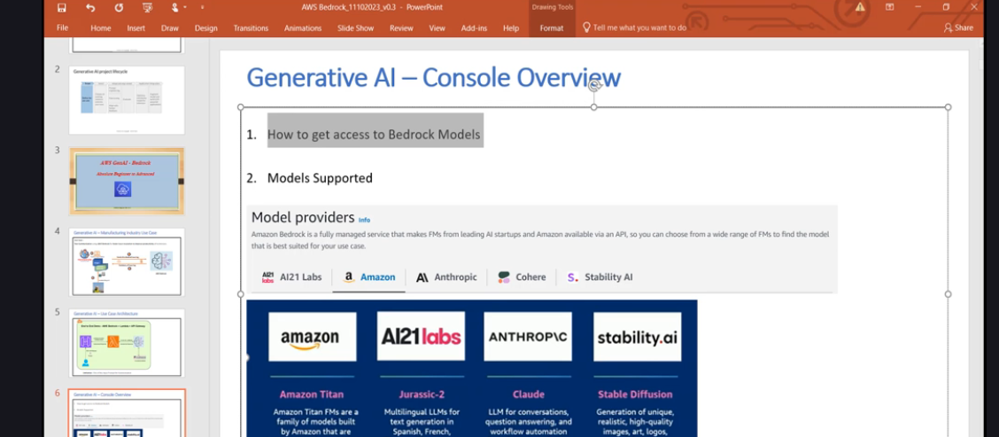 AWS Bedrock_11102023_v0.3 - PowerPoint
Drawing Tools
File Home Insert Draw Design Transitions Animations Slide Show Review View Add-ins Help Format Tell me what you want to do Share
2
Generative AI project lifecycle
3
AWS GenAI - Bedrock
Absolute Beginner to Advanced
4
Generative AI – Manufacturing Industry Use Case
5
Generative AI – Use Case Architecture
6
Generative AI – Console Overview
Generative AI – Console Overview
1. How to get access to Bedrock Models
2. Models Supported
Model providers Info
Amazon Bedrock is a fully managed service that makes FMs from leading AI startups and Amazon available via an API, so you can choose from a wide range of FMs to find the model
that is best suited for your use case.
AI21 labs AI21 Labs a Amazon A\ Anthropic Cohere S. Stability AI
amazon AI21labs ANTHROP\C stability.ai
Amazon Titan Jurassic-2 Claude Stable Diffusion
Amazon Titan FMs are a Multilingual LLMs for LLM for conversations, Generation of unique,
family of models built text generation in question answering, and realistic, high-quality
by Amazon that are Spanish, French, workflow automation images, art, logos,